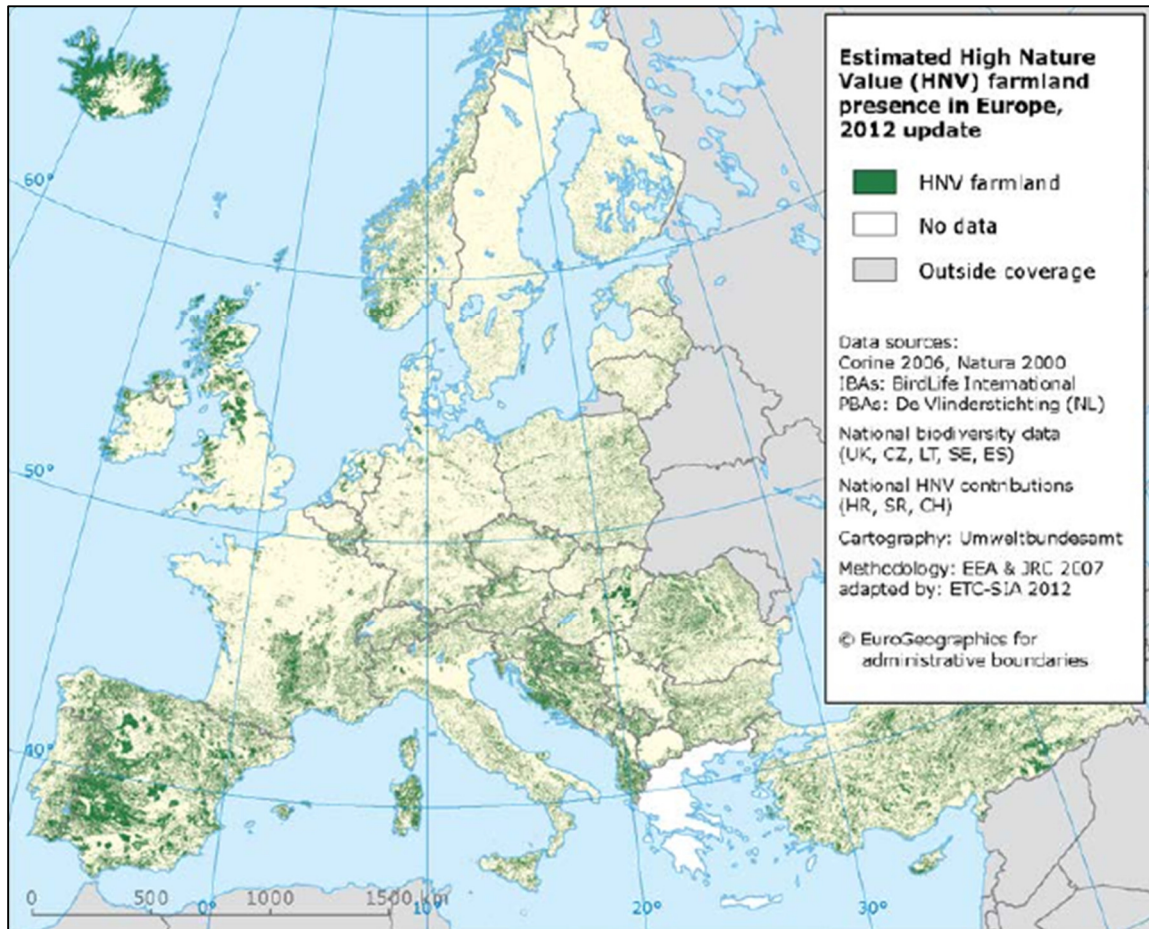 Estimated High Nature
Value (HNV) farmland
presence in Europe,
2012 update
HNV farmland
No data
Outside coverage
Data sources:
Corine 2006, Natura 2000
IBAs: BirdLife International
PBAs: De Vlinderstichting (NL)
National biodiversity data
(UK, CZ, LT, SE, ES)
National HNV contributions
(HR, SR, CH)
Cartography: Umweltbundesamt
Methodology: EEA & JRC 2007
adapted by: ETC-SIA 2012
© EuroGeographics for
administrative boundaries
60°
50°
40°
0 500 1000 1500 km
0° 10° 20° 30°